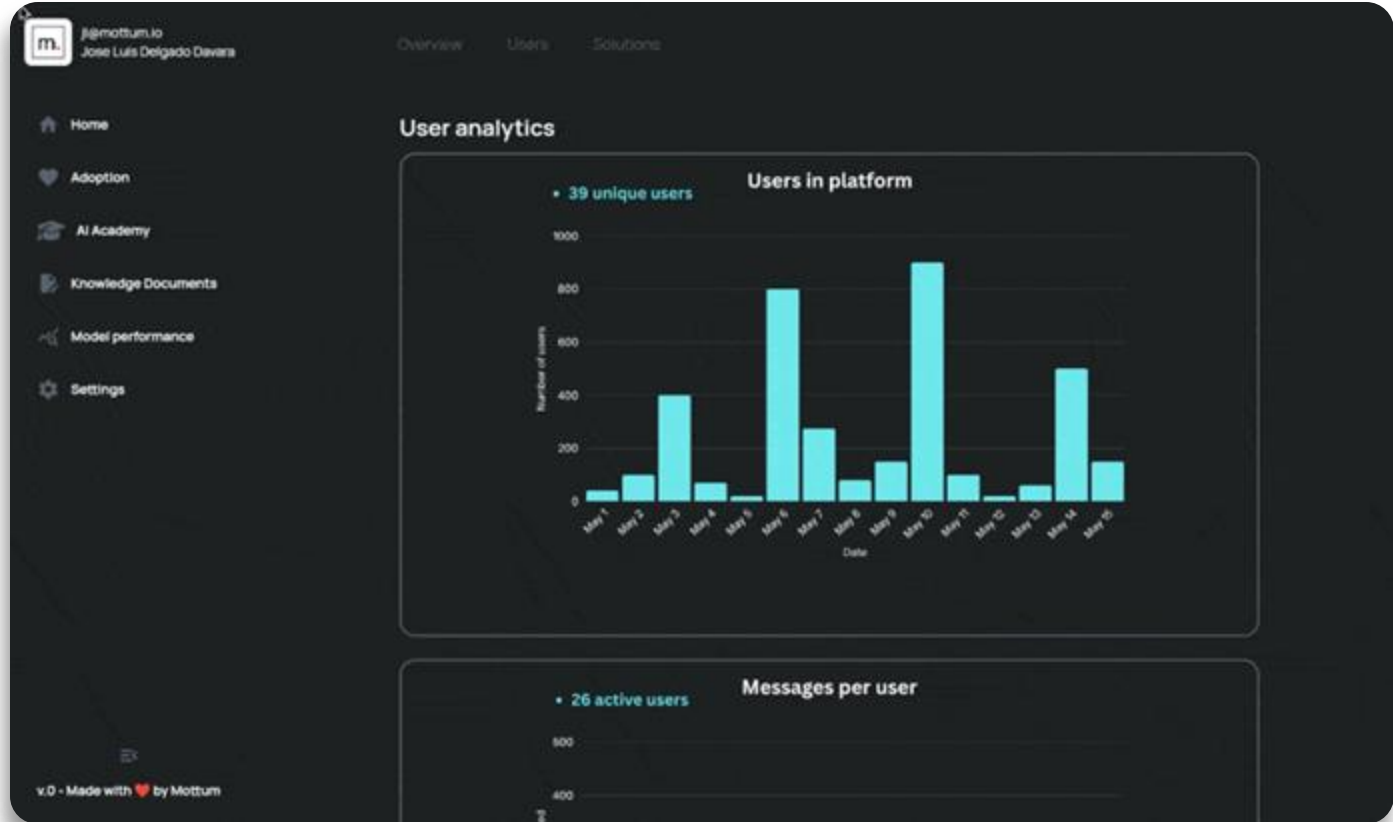 m.
jl@mottum.io
Jose Luis Delgado Davara
Overview Users Solutions
Home
Adoption
AI Academy
Knowledge Documents
Model performance
Settings
User analytics
Users in platform
• 39 unique users
1000
800
600
400
200
0
Number of users
May 1 May 2 May 3 May 4 May 5 May 6 May 7 May 8 May 9 May 10 May 11 May 12 May 13 May 14 May 15
Date
Messages per user
• 26 active users
500
400
v.0 - Made with ❤️ by Mottum